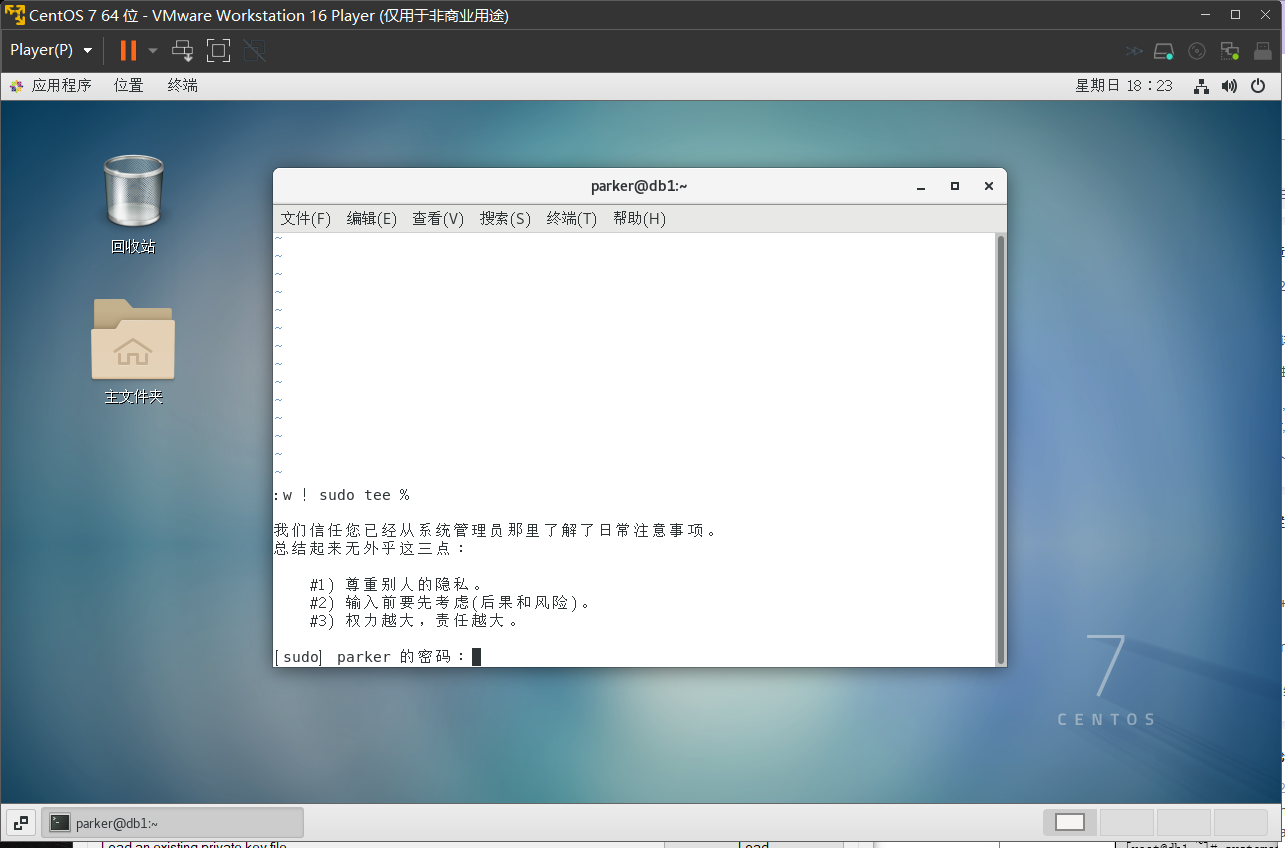 CentOS 7 64 位 - VMware Workstation 16 Player (仅用于非商业用途)
Player(P)
应用程序 位置 终端 星期日 18：23
回收站
主文件夹
parker@db1:~
文件(F) 编辑(E) 查看(V) 搜索(S) 终端(T) 帮助(H)
~
~
~
~
~
~
~
~
~
~
~
~
~
~
:w ! sudo tee %
我们信任您已经从系统管理员那里了解了日常注意事项。
总结起来无外乎这三点：
#1) 尊重别人的隐私。
#2) 输入前要先考虑(后果和风险)。
#3) 权力越大，责任越大。
[sudo] parker 的密码：
7
CENTOS
parker@db1:~
Load an existing private key file
Load